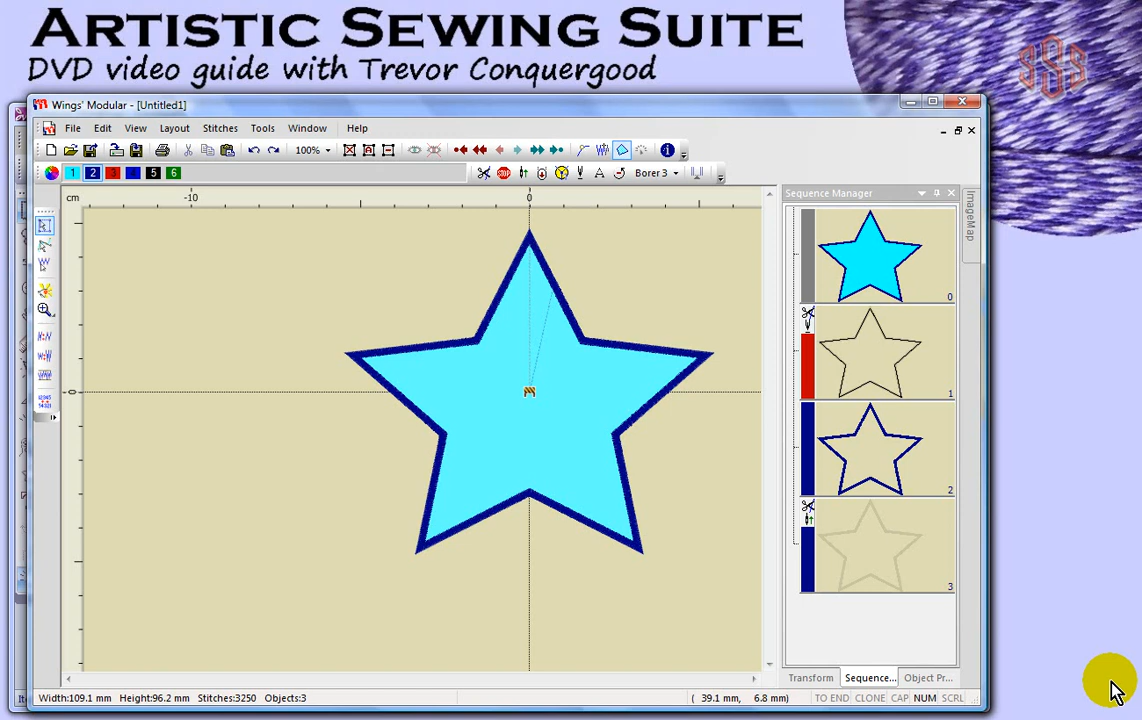 ARTISTIC SEWING SUITE
DVD video guide with Trevor Conquergood
SSS
Wings' Modular - [Untitled1]
File Edit View Layout Stitches Tools Window Help
100%
1 2 3 4 5 6 Borer 3
cm -10 0
Sequence Manager
ImageMap
0
1
2
3
0
Transform Sequence... Object Pr...
Width:109.1 mm Height:96.2 mm Stitches:3250 Objects:3 ( 39.1 mm, 6.8 mm) TO END CLONE CAP NUM SCRL